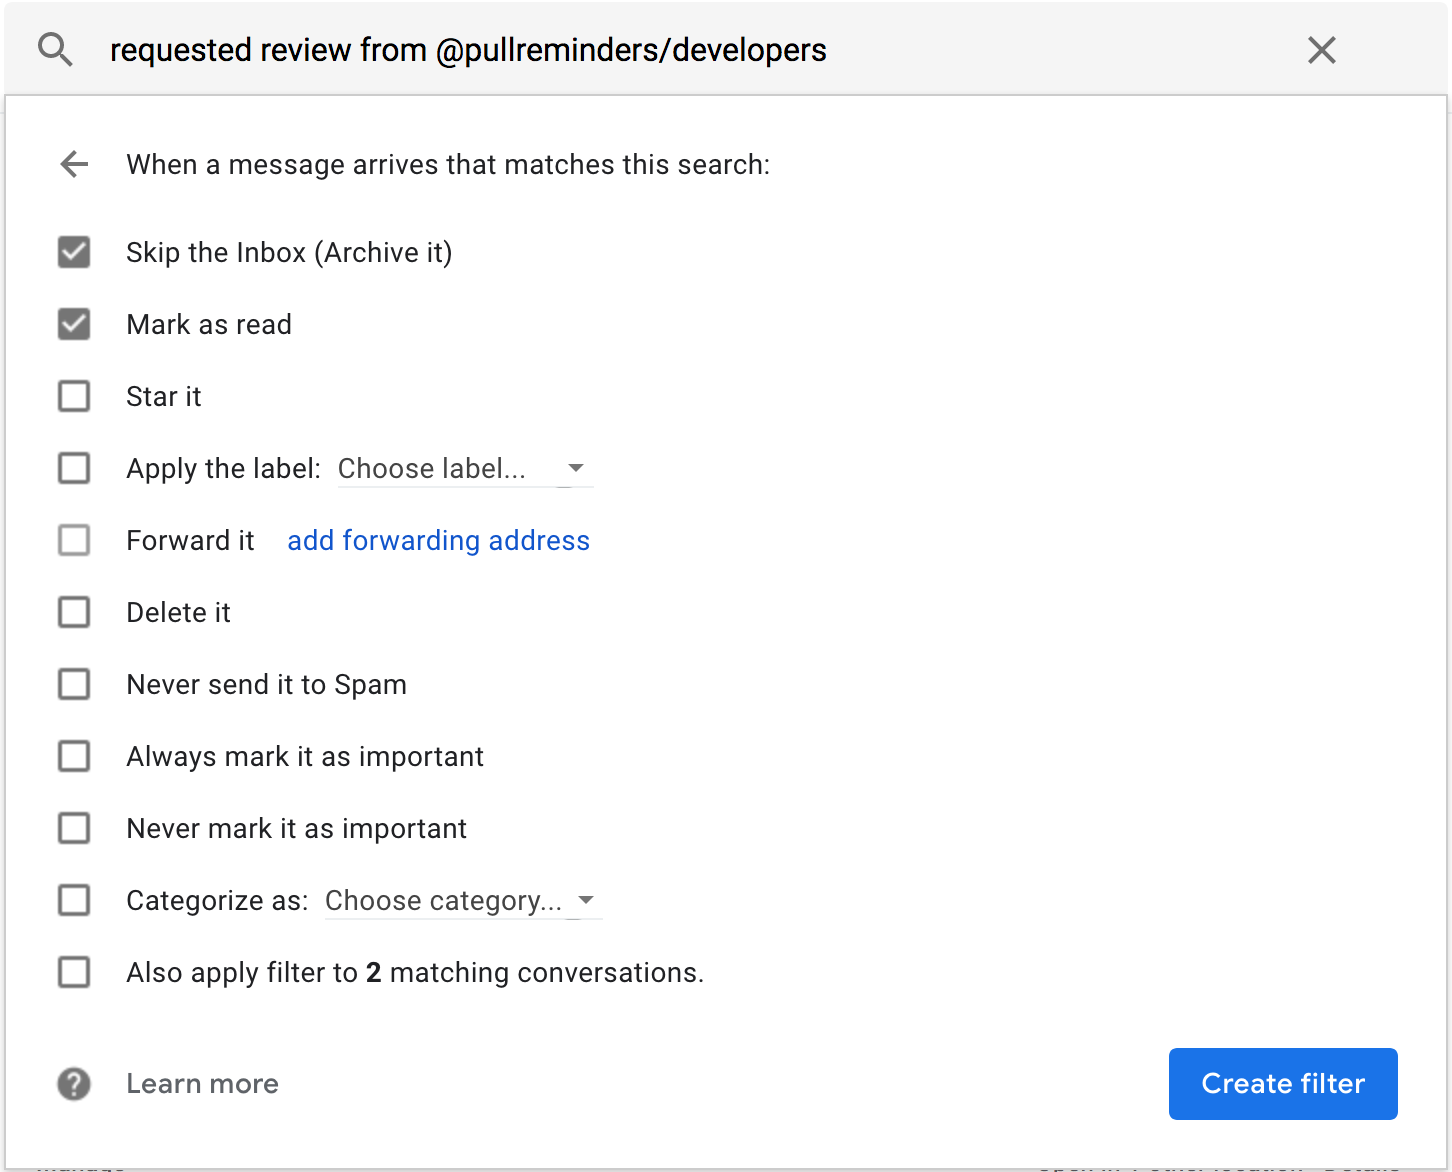 requested review from @pullreminders/developers
When a message arrives that matches this search:
Skip the Inbox (Archive it)
Mark as read
Star it
Apply the label: Choose label...
Forward it add forwarding address
Delete it
Never send it to Spam
Always mark it as important
Never mark it as important
Categorize as: Choose category...
Also apply filter to 2 matching conversations.
? Learn more
Create filter